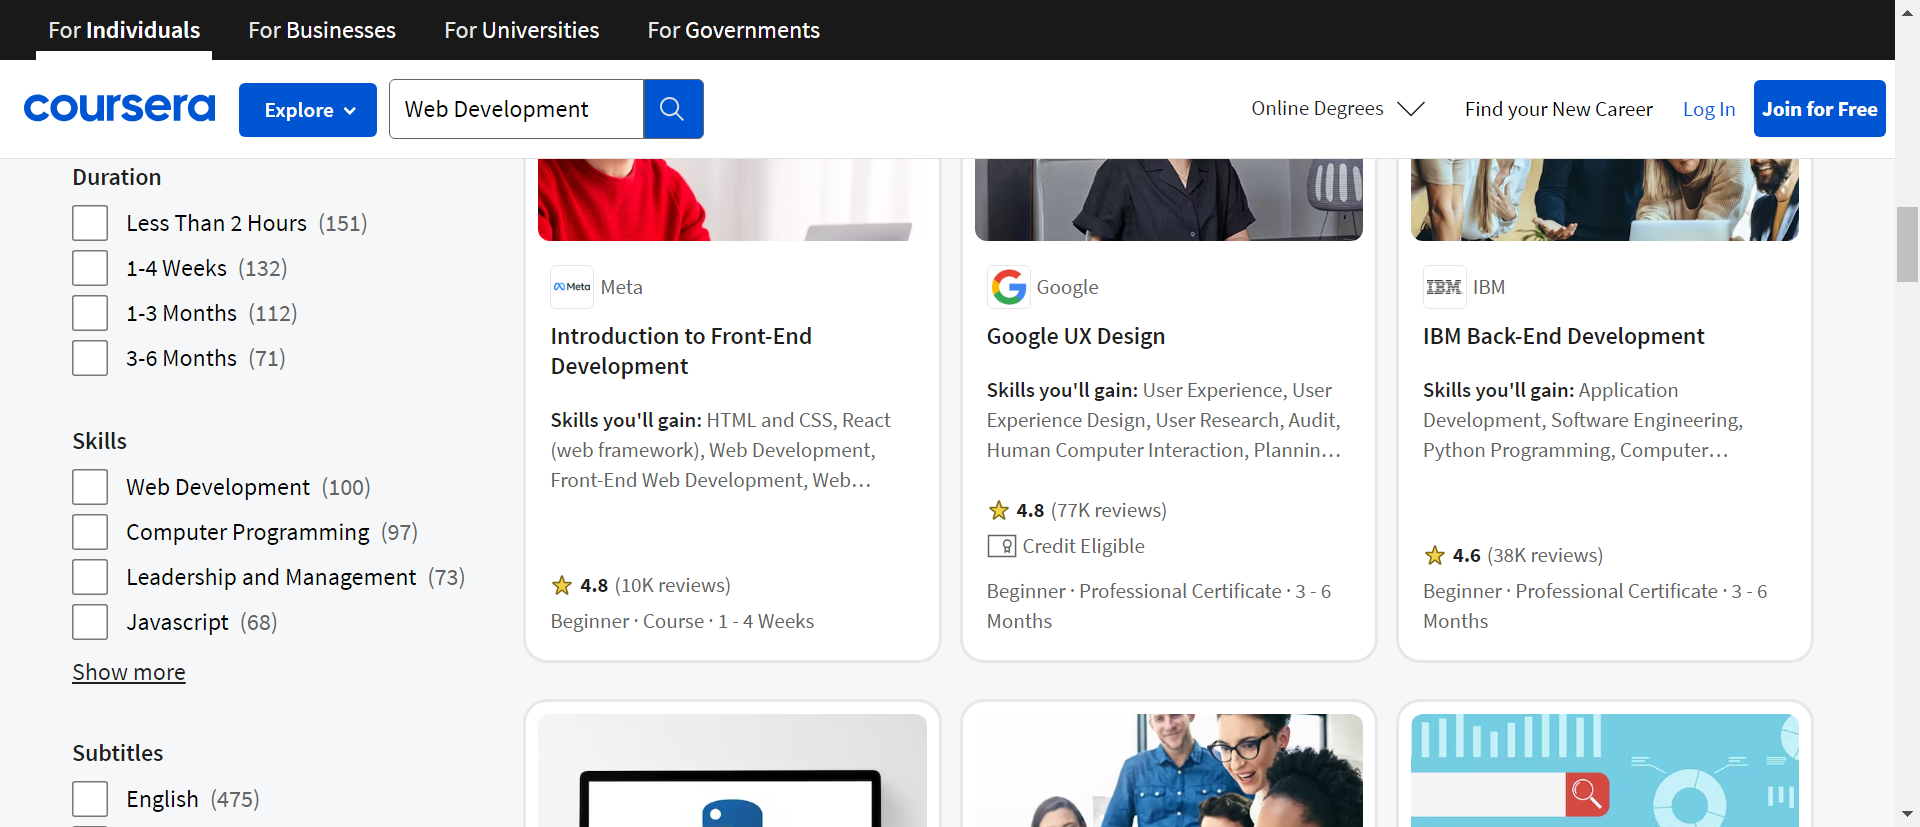 For Individuals
For Businesses
For Universities
For Governments
coursera
Explore
Web Development
Online Degrees
Find your New Career
Log In
Join for Free
Duration
Less Than 2 Hours (151)
1-4 Weeks (132)
1-3 Months (112)
3-6 Months (71)
Skills
Web Development (100)
Computer Programming (97)
Leadership and Management (73)
Javascript (68)
Show more
Subtitles
English (475)
Meta Meta
Introduction to Front-End
Development
Skills you'll gain: HTML and CSS, React
(web framework), Web Development,
Front-End Web Development, Web…
4.8 (10K reviews)
Beginner · Course · 1 - 4 Weeks
G Google
Google UX Design
Skills you'll gain: User Experience, User
Experience Design, User Research, Audit,
Human Computer Interaction, Plannin…
4.8 (77K reviews)
Credit Eligible
Beginner · Professional Certificate · 3 - 6
Months
IBM IBM
IBM Back-End Development
Skills you'll gain: Application
Development, Software Engineering,
Python Programming, Computer…
4.6 (38K reviews)
Beginner · Professional Certificate · 3 - 6
Months